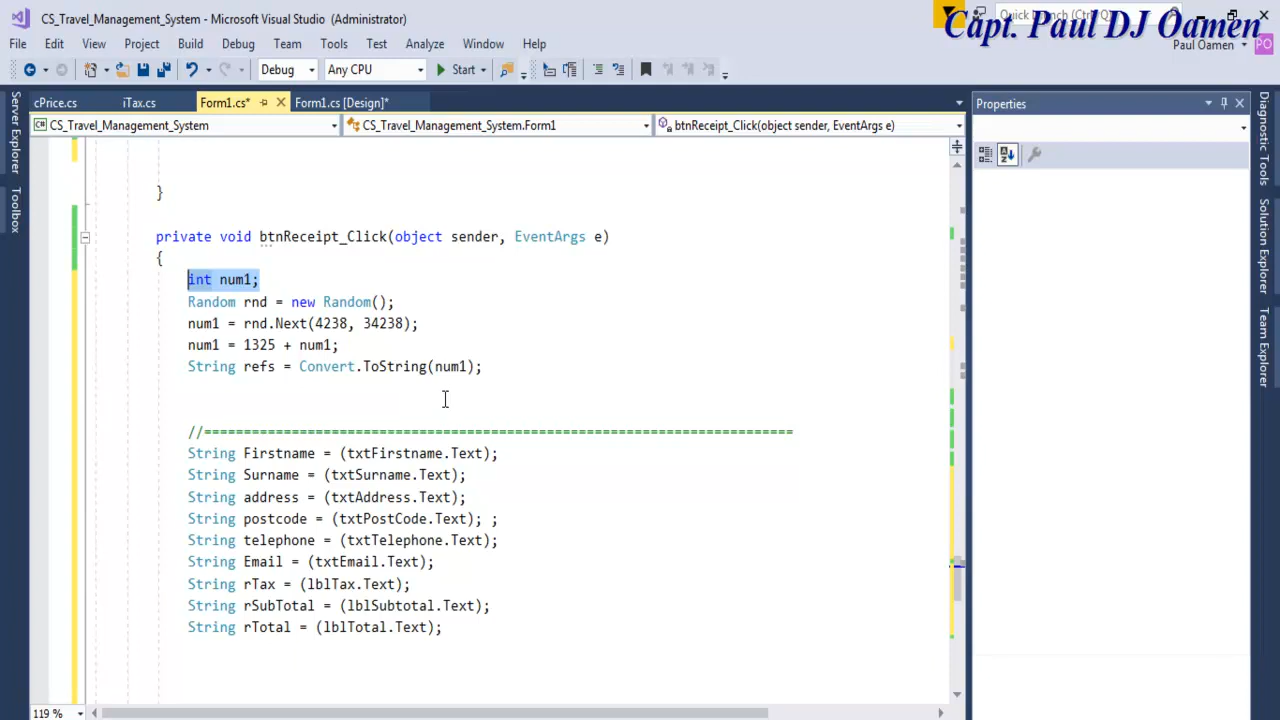 CS_Travel_Management_System - Microsoft Visual Studio (Administrator)
Capt. Paul DJ Oamen
File Edit View Project Build Debug Team Tools Test Analyze Window Help
Paul Oamen
PO
Debug Any CPU Start
cPrice.cs iTax.cs Form1.cs* Form1.cs [Design]*
CS_Travel_Management_System CS_Travel_Management_System.Form1 btnReceipt_Click(object sender, EventArgs e)
Server Explorer
Toolbox
}
private void btnReceipt_Click(object sender, EventArgs e)
{
int num1;
Random rnd = new Random();
num1 = rnd.Next(4238, 34238);
num1 = 1325 + num1;
String refs = Convert.ToString(num1);
//==========================================================================
String Firstname = (txtFirstname.Text);
String Surname = (txtSurname.Text);
String address = (txtAddress.Text);
String postcode = (txtPostCode.Text); ;
String telephone = (txtTelephone.Text);
String Email = (txtEmail.Text);
String rTax = (lblTax.Text);
String rSubTotal = (lblSubtotal.Text);
String rTotal = (lblTotal.Text);
119 %
Properties
Diagnostic Tools
Solution Explorer
Team Explorer